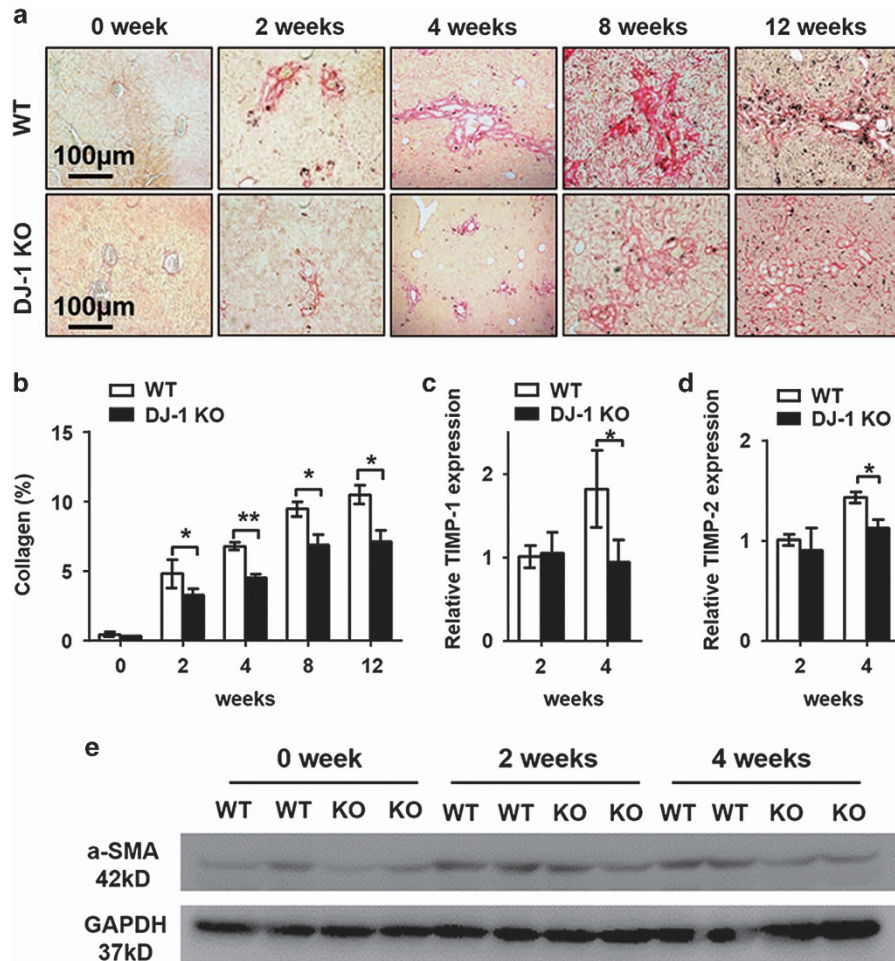 a
0 week 2 weeks 4 weeks 8 weeks 12 weeks
WT
100µm
DJ-1 KO
100µm
b
WT
DJ-1 KO
Collagen (%)
15
10
5
0
* ** * *
0 2 4 8 12
weeks
c
WT
DJ-1 KO
Relative TIMP-1 expression
2
1
0
*
2 4
weeks
d
WT
DJ-1 KO
Relative TIMP-2 expression
2
1
0
*
2 4
weeks
e
0 week 2 weeks 4 weeks
WT WT KO KO WT WT KO KO WT WT KO KO
a-SMA
42kD
GAPDH
37kD